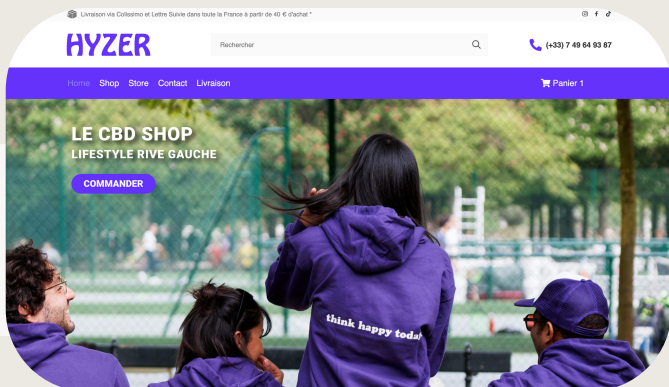 Livraison via Colissimo et Lettre Suivie dans toute la France à partir de 40 € d'achat *
HYZER
Rechercher
(+33) 7 49 64 93 87
Home Shop Store Contact Livraison
Panier 1
LE CBD SHOP
LIFESTYLE RIVE GAUCHE
COMMANDER
think happy today